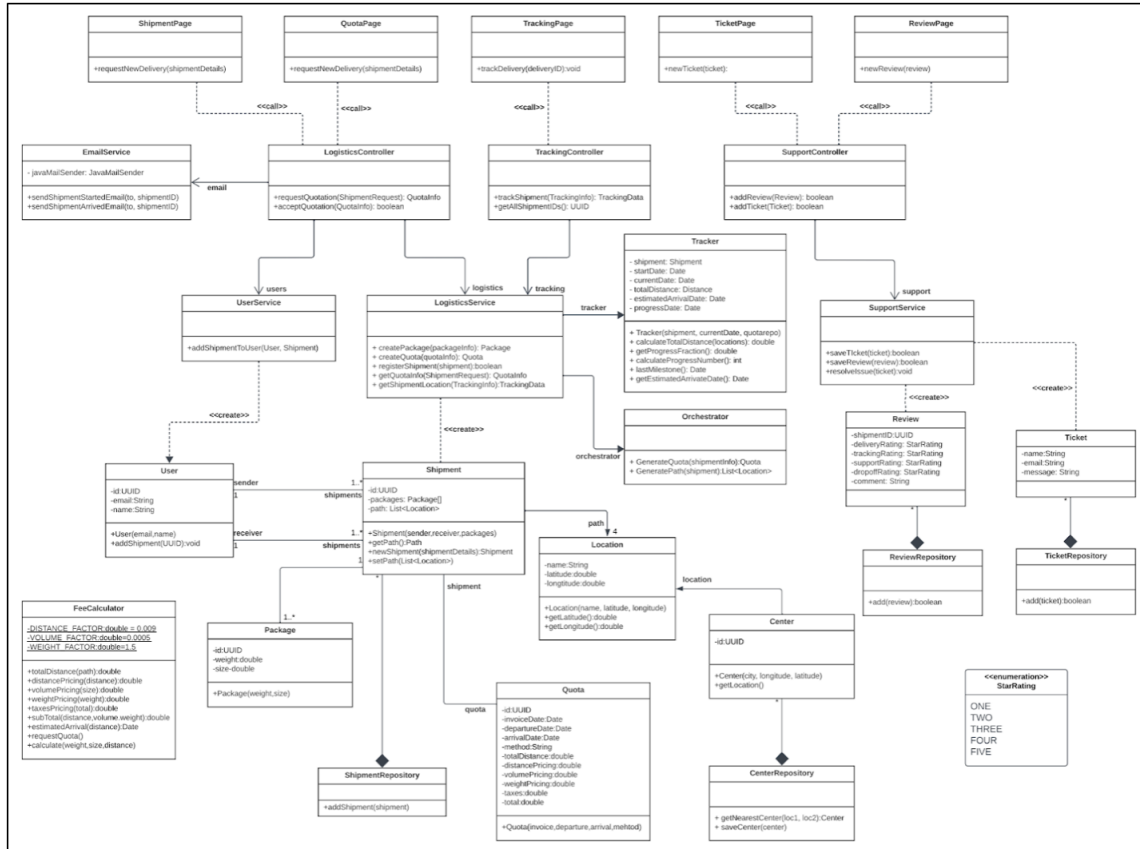 ShipmentPage
+requestNewDelivery(shipmentDetails)
QuotaPage
+requestNewDelivery(shipmentDetails)
TrackingPage
+trackDelivery(deliveryID):void
TicketPage
+newTicket(ticket):
ReviewPage
+newReview(review)
<<call>>
<<call>>
<<call>>
<<call>>
<<call>>
EmailService
- javaMailSender: JavaMailSender
+sendShipmentStartedEmail(to, shipmentID)
+sendShipmentArrivedEmail(to, shipmentID)
email
LogisticsController
+requestQuotation(ShipmentRequest): QuotaInfo
+acceptQuotation(QuotaInfo): boolean
TrackingController
+trackShipment(TrackingInfo): TrackingData
+getAllShipmentIDs(): UUID
SupportController
+addReview(Review): boolean
+addTicket(Ticket): boolean
users
logistics
tracking
support
UserService
+addShipmentToUser(User, Shipment)
LogisticsService
+ createPackage(packageInfo): Package
+ createQuota(quotaInfo): Quota
+ registerShipment(shipment):boolean
+ getQuotaInfo(ShipmentRequest): QuotaInfo
+ getShipmentLocation(TrackingInfo):TrackingData
tracker
Tracker
- shipment: Shipment
- startDate: Date
- currentDate: Date
- totalDistance: Distance
- estimatedArrivalDate: Date
- progressDate: Date
+ Tracker(shipment, currentDate, quotarepo)
+ calculateTotalDistance(locations): double
+ getProgressFraction(): double
+ calculateProgressNumber(): int
+ lastMilestone(): Date
+ getEstimatedArrivateDate(): Date
SupportService
+saveTIcket(ticket):boolean
+saveReview(review):boolean
+resolveIssue(ticket):void
<<create>>
<<create>>
<<create>>
<<create>>
orchestrator
Orchestrator
+ GenerateQuota(shipmentInfo):Quota
+ GeneratePath(shipment):List<Location>
Review
-shipmentID:UUID
-deliveryRating: StarRating
-trackingRating: StarRating
-supportRating: StarRating
-dropoffRating: StarRating
-comment: String
*
Ticket
-name:String
-email:String
-message: String
*
User
-id:UUID
-email:String
-name:String
+User(email,name)
+addShipment(UUID):void
sender
1
1..*
shipments
receiver
1
1..*
shipments
1
Shipment
-id:UUID
-packages: Package[]
-path: List<Location>
+Shipment(sender,receiver,packages)
+getPath():Path
+newShipment(shipmentDetails):Shipment
+setPath(List<Location>)
*
shipment
path
4
Location
-name:String
-latitude:double
-longtitude:double
+Location(name, latitude, longitude)
+getLatitude():double
+getLongitude():double
location
ReviewRepository
+add(review):boolean
TicketRepository
+add(ticket):boolean
FeeCalculator
-DISTANCE_FACTOR:double = 0.009
-VOLUME_FACTOR:double=0.0005
-WEIGHT_FACTOR:double=1.5
+totalDistance(path):double
+distancePricing(distance):double
+volumePricing(size):double
+weightPricing(weight):double
+taxesPricing(total):double
+subTotal(distance,volume.weight):double
+estimatedArrival(distance):Date
+requestQuota()
+calculate(weight,size,distance)
1..*
Package
-id:UUID
-weight:double
-size-double
+Package(weight,size)
Center
-id:UUID
+Center(city, longitude, latitude)
+getLocation()
*
quota
Quota
-id:UUID
-invoiceDate:Date
-departureDate:Date
-arrivalDate:Date
-method:String
-totalDistance:double
-distancePricing:double
-volumePricing:double
-weightPricing:double
-taxes:double
-total:double
+Quota(invoice,departure,arrival,mehtod)
<<enumeration>>
StarRating
ONE
TWO
THREE
FOUR
FIVE
ShipmentRepository
+addShipment(shipment)
CenterRepository
+ getNearestCenter(loc1, loc2):Center
+ saveCenter(center)